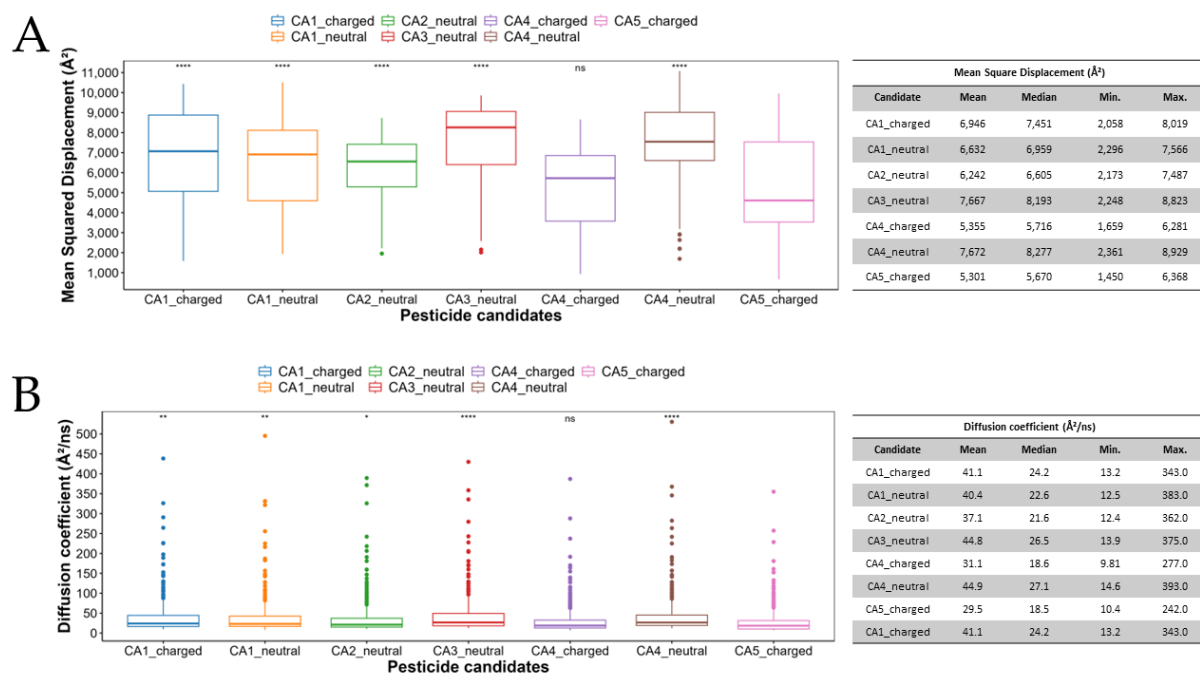 A
CA1_charged CA2_neutral CA4_charged CA5_charged
CA1_neutral CA3_neutral CA4_neutral
Mean Squared Displacement (Å²)
11,000
10,000
9,000
8,000
7,000
6,000
5,000
4,000
3,000
2,000
1,000
**** **** **** **** ns ****
CA1_charged CA1_neutral CA2_neutral CA3_neutral CA4_charged CA4_neutral CA5_charged
Pesticide candidates
Mean Square Displacement (Å²)
Candidate Mean Median Min. Max.
CA1_charged 6,946 7,451 2,058 8,019
CA1_neutral 6,632 6,959 2,296 7,566
CA2_neutral 6,242 6,605 2,173 7,487
CA3_neutral 7,667 8,193 2,248 8,823
CA4_charged 5,355 5,716 1,659 6,281
CA4_neutral 7,672 8,277 2,361 8,929
CA5_charged 5,301 5,670 1,450 6,368
B
CA1_charged CA2_neutral CA4_charged CA5_charged
CA1_neutral CA3_neutral CA4_neutral
Diffusion coefficient (Å²/ns)
500
450
400
350
300
250
200
150
100
50
0
** ** * **** ns ****
CA1_charged CA1_neutral CA2_neutral CA3_neutral CA4_charged CA4_neutral CA5_charged
Pesticide candidates
Diffusion coefficient (Å²/ns)
Candidate Mean Median Min. Max.
CA1_charged 41.1 24.2 13.2 343.0
CA1_neutral 40.4 22.6 12.5 383.0
CA2_neutral 37.1 21.6 12.4 362.0
CA3_neutral 44.8 26.5 13.9 375.0
CA4_charged 31.1 18.6 9.81 277.0
CA4_neutral 44.9 27.1 14.6 393.0
CA5_charged 29.5 18.5 10.4 242.0
CA1_charged 41.1 24.2 13.2 343.0